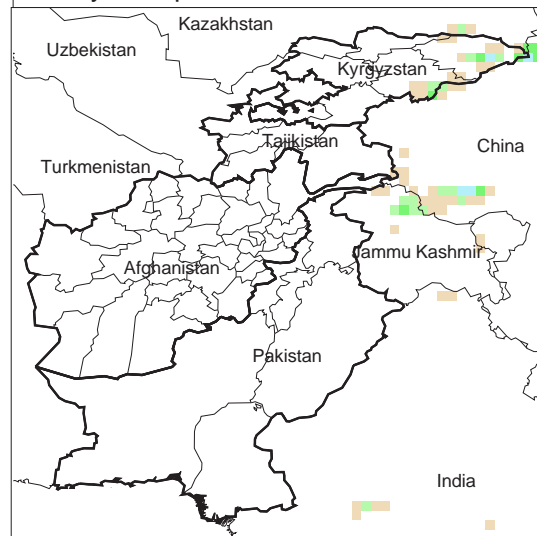 Kazakhstan
Uzbekistan
Kyrgyzstan
Tajikistan
China
Turkmenistan
Jammu Kashmir
Afghanistan
Pakistan
India